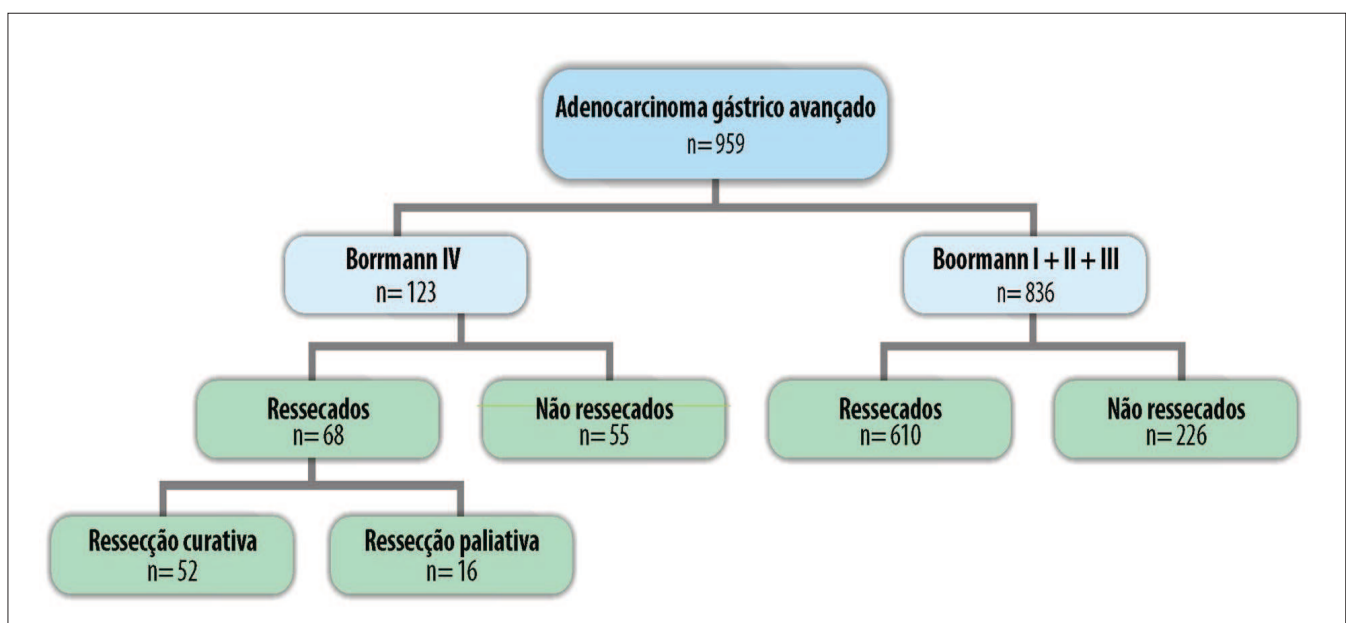 Adenocarcinoma gástrico avançado
n= 959
Borrmann IV
n= 123
Boormann I + II + III
n= 836
Ressecados
n= 68
Não ressecados
n= 55
Ressecados
n= 610
Não ressecados
n= 226
Ressecção curativa
n= 52
Ressecção paliativa
n= 16